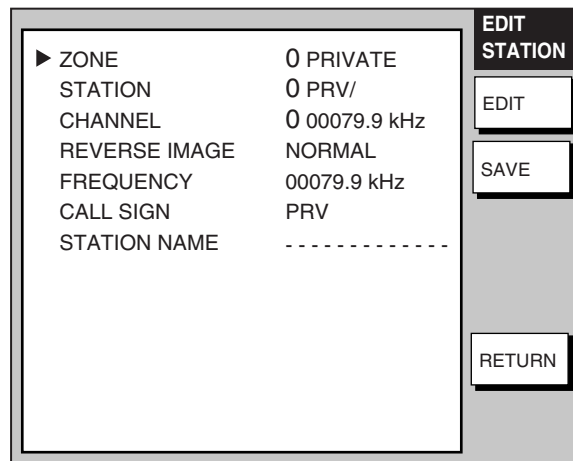 EDIT
STATION
▶ ZONE 0 PRIVATE
STATION 0 PRV/
CHANNEL 0 00079.9 kHz
REVERSE IMAGE NORMAL
FREQUENCY 00079.9 kHz
CALL SIGN PRV
STATION NAME - - - - - - - - - - - - -
EDIT
SAVE
RETURN